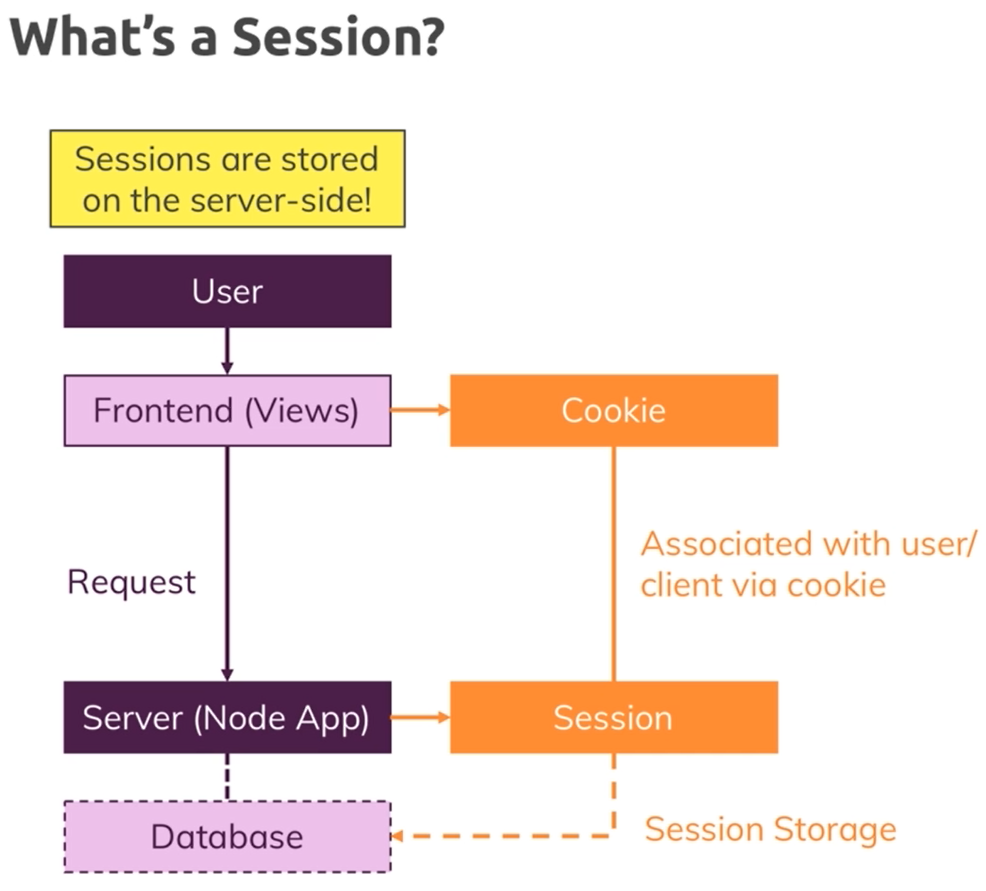 What's a Session?
Sessions are stored
on the server-side!
User
Frontend (Views)
Cookie
Associated with user/
client via cookie
Request
Server (Node App)
Session
Database
Session Storage